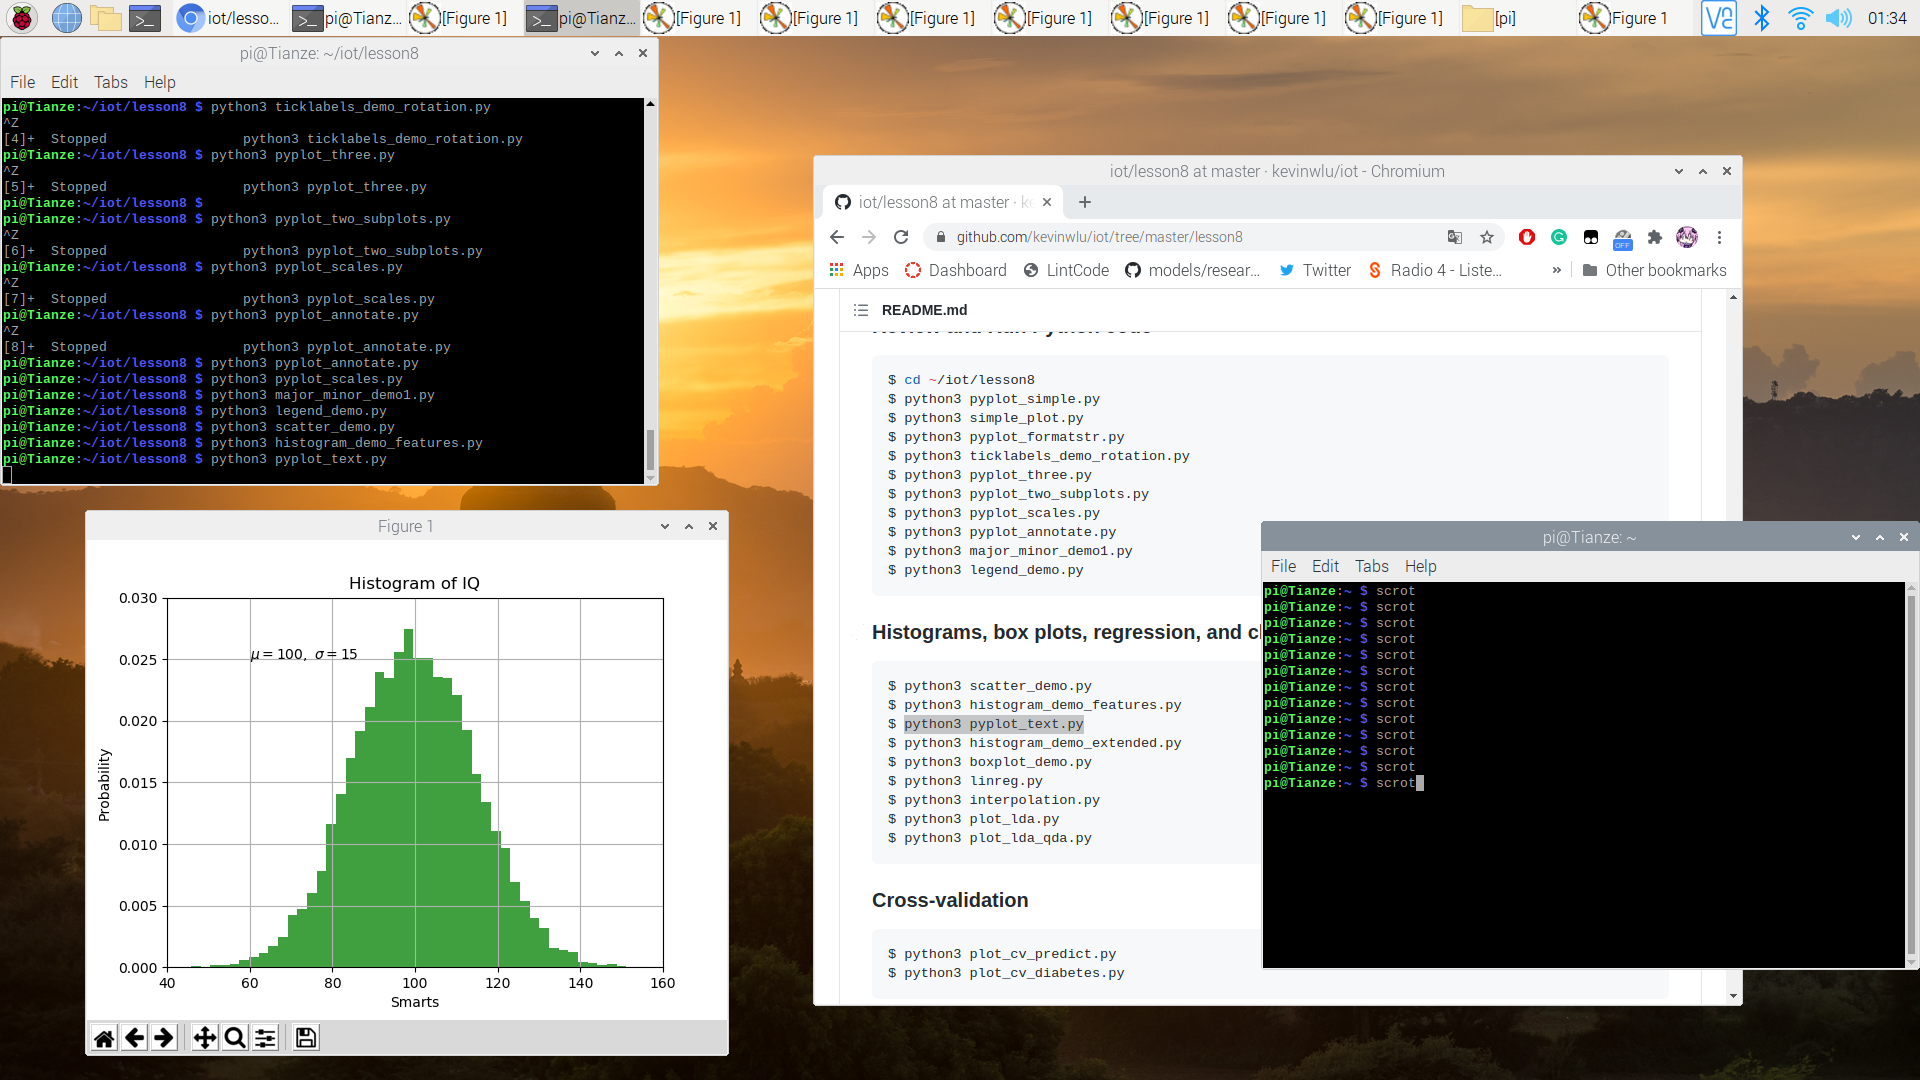 iot/lesso...
pi@Tianz...
[Figure 1]
pi@Tianz...
[Figure 1]
[Figure 1]
[Figure 1]
[Figure 1]
[Figure 1]
[Figure 1]
[Figure 1]
[pi]
Figure 1
01:34
pi@Tianze: ~/iot/lesson8
File Edit Tabs Help
pi@Tianze:~/iot/lesson8 $ python3 ticklabels_demo_rotation.py
^Z
[4]+  Stopped                 python3 ticklabels_demo_rotation.py
pi@Tianze:~/iot/lesson8 $ python3 pyplot_three.py
^Z
[5]+  Stopped                 python3 pyplot_three.py
pi@Tianze:~/iot/lesson8 $
pi@Tianze:~/iot/lesson8 $ python3 pyplot_two_subplots.py
^Z
[6]+  Stopped                 python3 pyplot_two_subplots.py
pi@Tianze:~/iot/lesson8 $ python3 pyplot_scales.py
^Z
[7]+  Stopped                 python3 pyplot_scales.py
pi@Tianze:~/iot/lesson8 $ python3 pyplot_annotate.py
^Z
[8]+  Stopped                 python3 pyplot_annotate.py
pi@Tianze:~/iot/lesson8 $ python3 pyplot_annotate.py
pi@Tianze:~/iot/lesson8 $ python3 pyplot_scales.py
pi@Tianze:~/iot/lesson8 $ python3 major_minor_demo1.py
pi@Tianze:~/iot/lesson8 $ python3 legend_demo.py
pi@Tianze:~/iot/lesson8 $ python3 scatter_demo.py
pi@Tianze:~/iot/lesson8 $ python3 histogram_demo_features.py
pi@Tianze:~/iot/lesson8 $ python3 pyplot_text.py
Figure 1
Histogram of IQ
μ = 100, σ = 15
0.030
0.025
0.020
0.015
0.010
0.005
0.000
Probability
40 60 80 100 120 140 160
Smarts
iot/lesson8 at master · kevinwlu/iot - Chromium
iot/lesson8 at master · ke
github.com/kevinwlu/iot/tree/master/lesson8
OFF
Apps Dashboard LintCode models/resear... Twitter Radio 4 - Liste... » Other bookmarks
README.md
Review and Run Python code
$ cd ~/iot/lesson8
$ python3 pyplot_simple.py
$ python3 simple_plot.py
$ python3 pyplot_formatstr.py
$ python3 ticklabels_demo_rotation.py
$ python3 pyplot_three.py
$ python3 pyplot_two_subplots.py
$ python3 pyplot_scales.py
$ python3 pyplot_annotate.py
$ python3 major_minor_demo1.py
$ python3 legend_demo.py
Histograms, box plots, regression, and c
$ python3 scatter_demo.py
$ python3 histogram_demo_features.py
$ python3 pyplot_text.py
$ python3 histogram_demo_extended.py
$ python3 boxplot_demo.py
$ python3 linreg.py
$ python3 interpolation.py
$ python3 plot_lda.py
$ python3 plot_lda_qda.py
Cross-validation
$ python3 plot_cv_predict.py
$ python3 plot_cv_diabetes.py
pi@Tianze: ~
File Edit Tabs Help
pi@Tianze:~ $ scrot
pi@Tianze:~ $ scrot
pi@Tianze:~ $ scrot
pi@Tianze:~ $ scrot
pi@Tianze:~ $ scrot
pi@Tianze:~ $ scrot
pi@Tianze:~ $ scrot
pi@Tianze:~ $ scrot
pi@Tianze:~ $ scrot
pi@Tianze:~ $ scrot
pi@Tianze:~ $ scrot
pi@Tianze:~ $ scrot
pi@Tianze:~ $ scrot